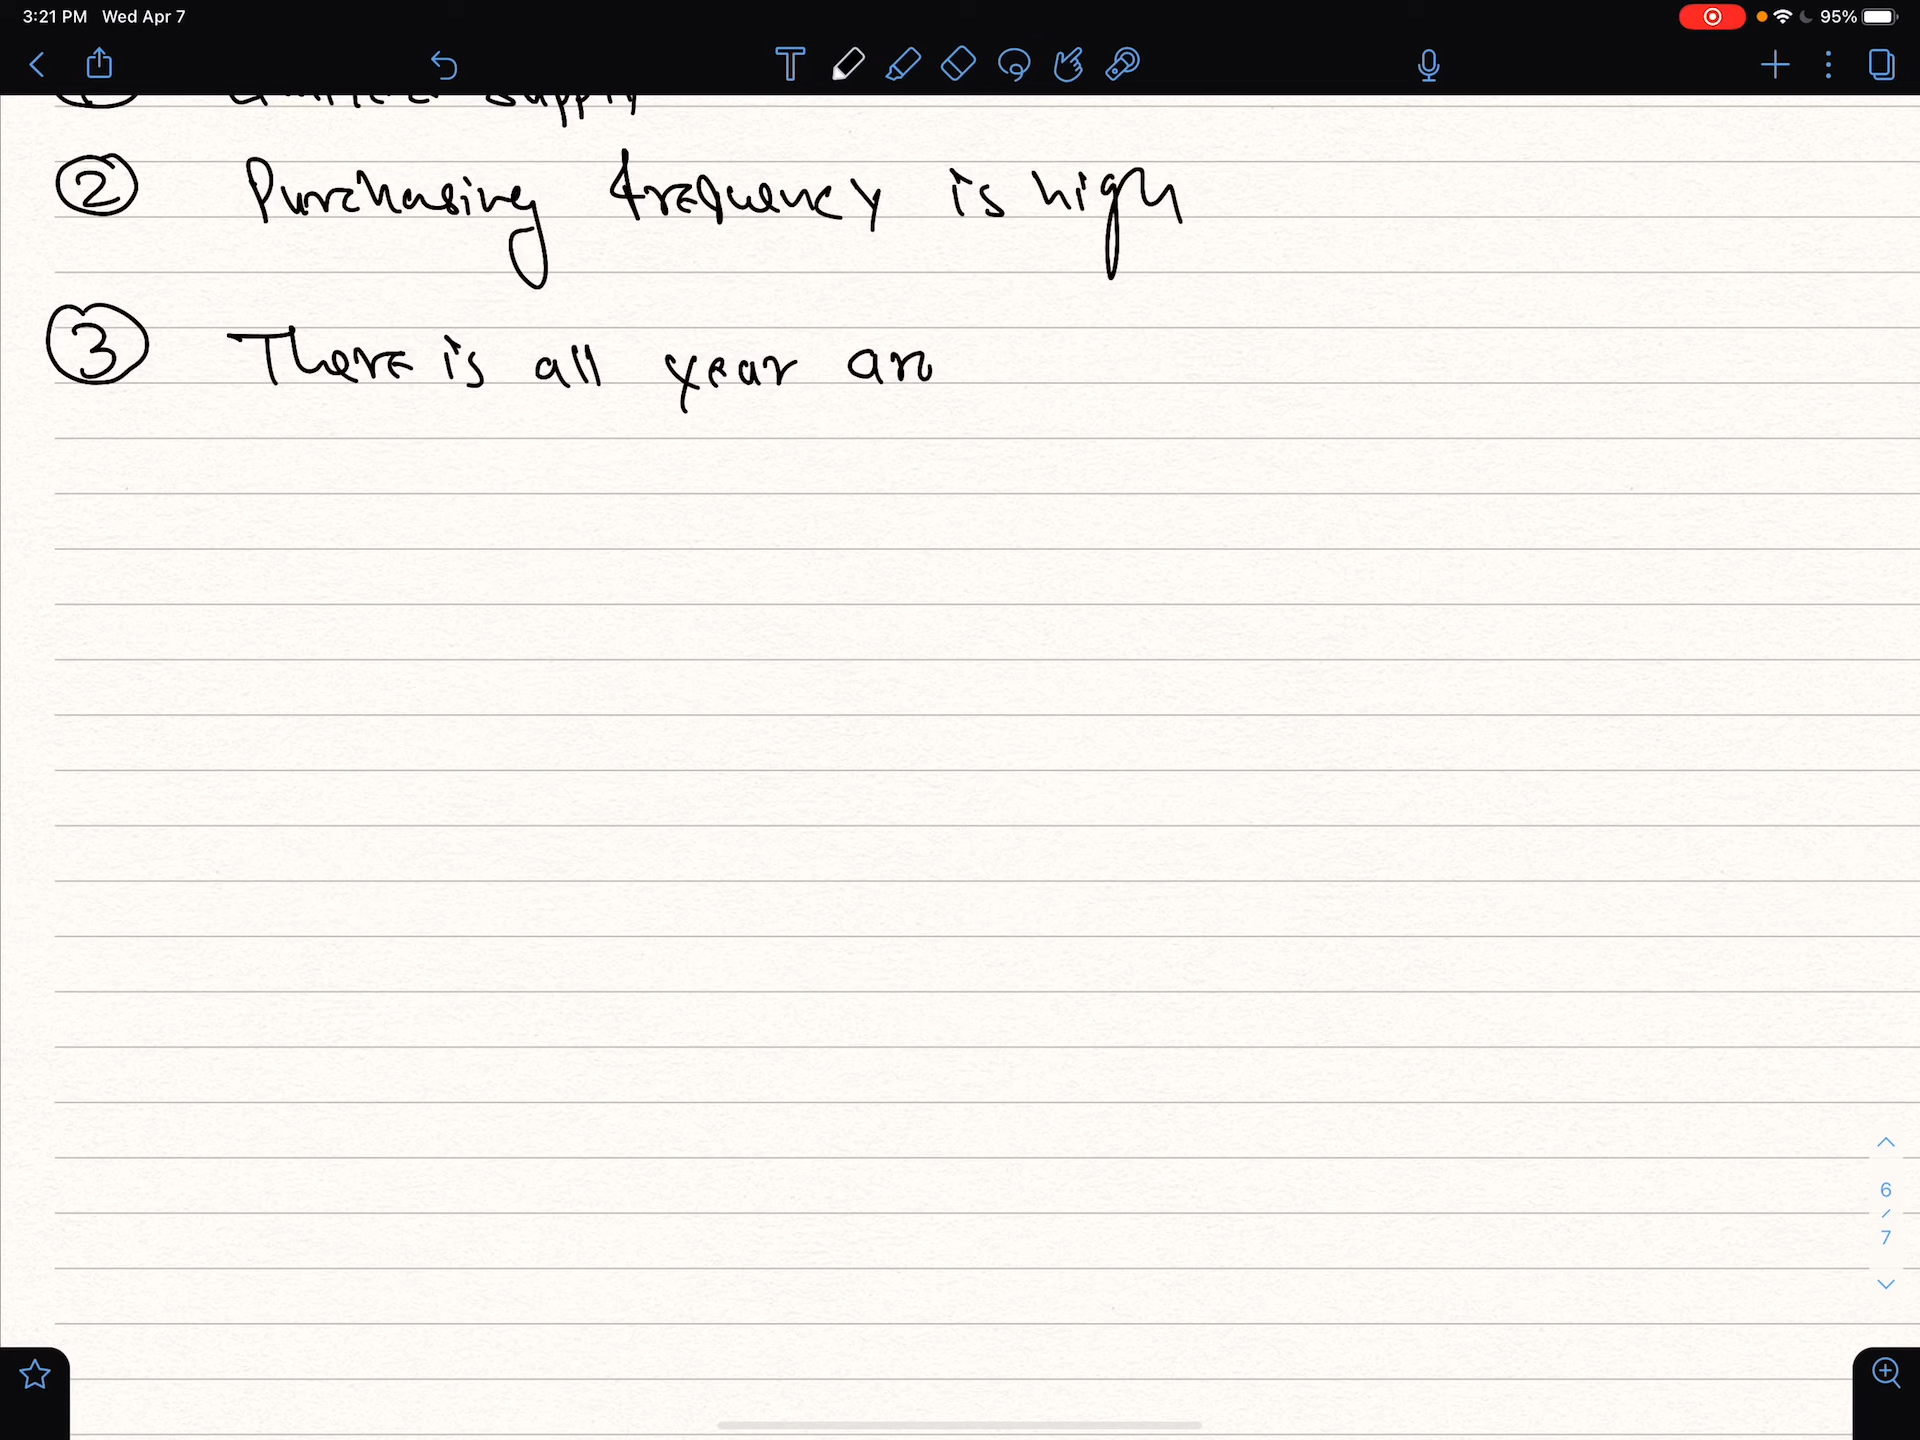 3:21 PM Wed Apr 7
95%
supply
2 Purchasing frequency is high
3 There is all year aro
6
/
7